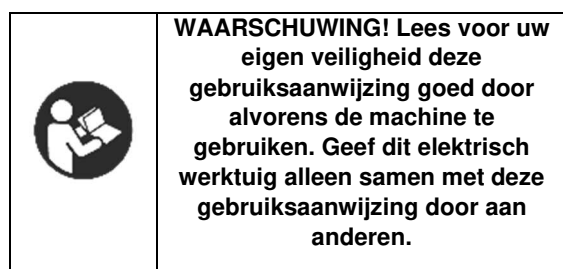 WAARSCHUWING! Lees voor uw
eigen veiligheid deze
gebruiksaanwijzing goed door
alvorens de machine te
gebruiken. Geef dit elektrisch
werktuig alleen samen met deze
gebruiksaanwijzing door aan
anderen.